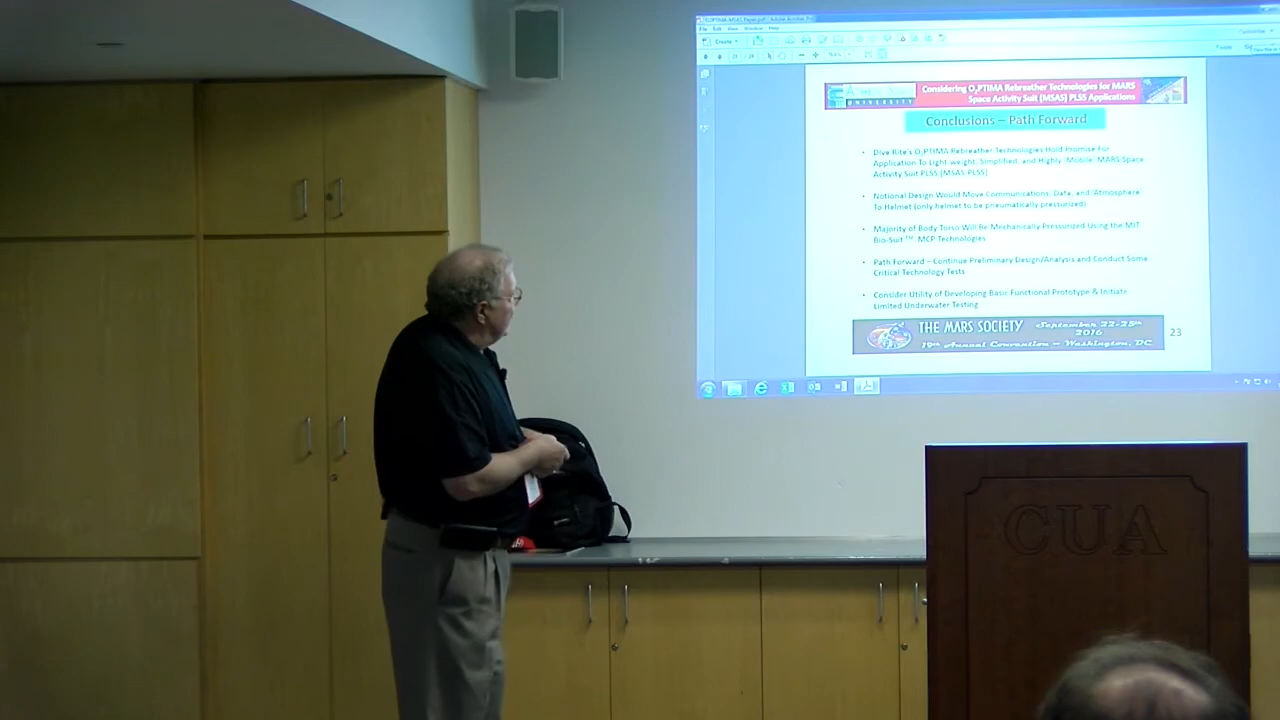 Considering O₂PTIMA Rebreather Technologies for MARS
Space Activity Suit (MSAS) PLSS Applications
UNIVERSITY
Conclusions – Path Forward
• Dive Rite's O₂PTIMA Rebreather Technologies Hold Promise For
Application To Light-weight, Simplified, and Highly 'Mobile' MARS Space
Activity Suit PLSS (MSAS-PLSS)
• Notional Design Would Move Communications, Data, and 'Atmosphere'
To Helmet (only helmet to be pneumatically pressurized)
• Majority of Body Torso Will Be Mechanically Pressurized Using the MIT
Bio-Suit™ MCP Technologies
• Path Forward – Continue Preliminary Design/Analysis and Conduct Some
Critical Technology Tests
• Consider Utility of Developing Basic Functional Prototype & Initiate
Limited Underwater Testing
THE MARS SOCIETY September 22-25th
2016
19th Annual Convention – Washington, DC
23
CUA